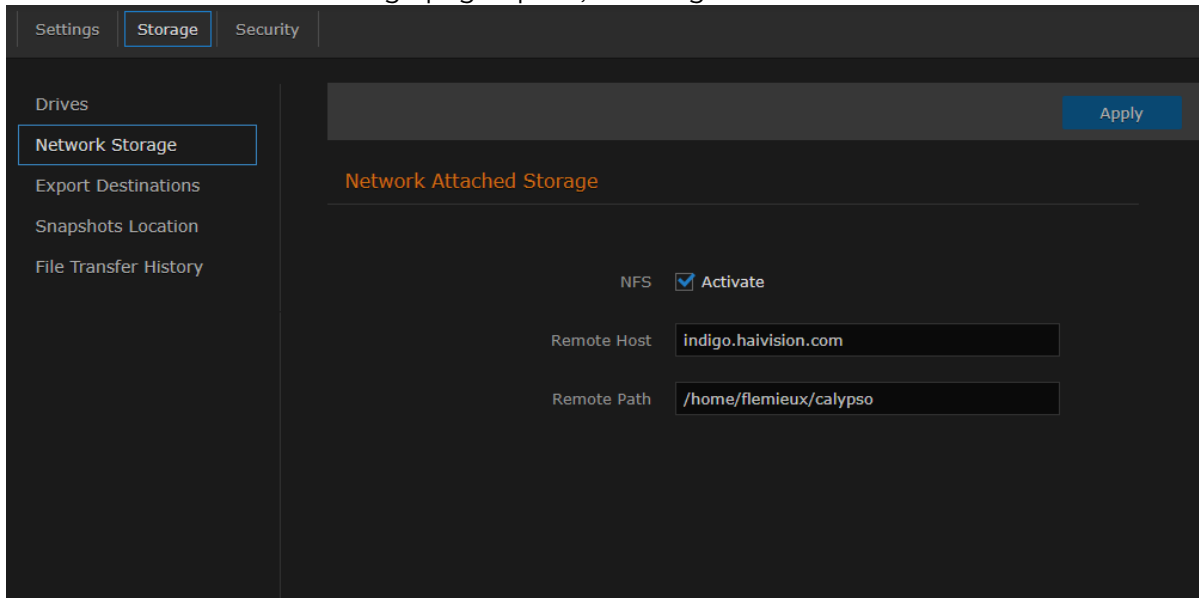 Settings Storage Security
Drives
Apply
Network Storage
Network Attached Storage
Export Destinations
Snapshots Location
File Transfer History
NFS Activate
Remote Host indigo.haivision.com
Remote Path /home/flemieux/calypso